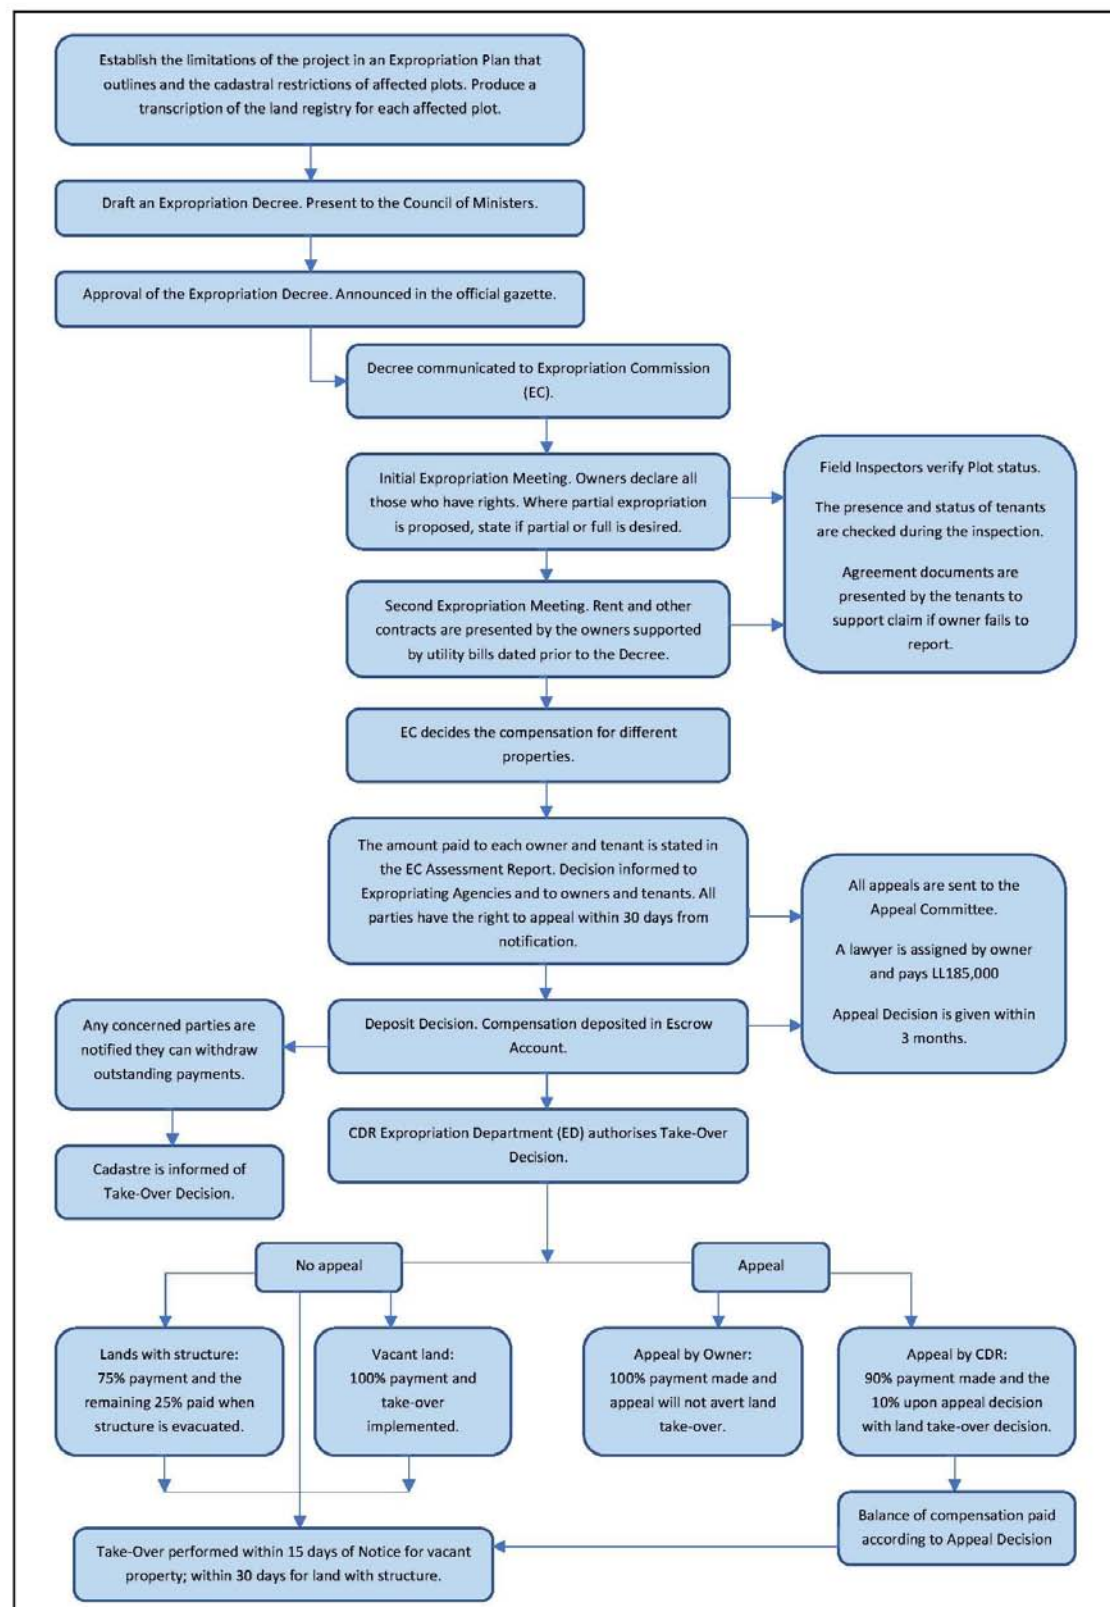 Establish the limitations of the project in an Expropriation Plan that
outlines and the cadastral restrictions of affected plots. Produce a
transcription of the land registry for each affected plot.
Draft an Expropriation Decree. Present to the Council of Ministers.
Approval of the Expropriation Decree. Announced in the official gazette.
Decree communicated to Expropriation Commission
(EC).
Initial Expropriation Meeting. Owners declare all
those who have rights. Where partial expropriation
is proposed, state if partial or full is desired.
Field Inspectors verify Plot status.
The presence and status of tenants
are checked during the inspection.
Agreement documents are
presented by the tenants to
support claim if owner fails to
report.
Second Expropriation Meeting. Rent and other
contracts are presented by the owners supported
by utility bills dated prior to the Decree.
EC decides the compensation for different
properties.
The amount paid to each owner and tenant is stated in
the EC Assessment Report. Decision informed to
Expropriating Agencies and to owners and tenants. All
parties have the right to appeal within 30 days from
notification.
All appeals are sent to the
Appeal Committee.
A lawyer is assigned by owner
and pays LL185,000
Appeal Decision is given within
3 months.
Deposit Decision. Compensation deposited in Escrow
Account.
Any concerned parties are
notified they can withdraw
outstanding payments.
Cadastre is informed of
Take-Over Decision.
CDR Expropriation Department (ED) authorises Take-Over
Decision.
No appeal
Appeal
Lands with structure:
75% payment and the
remaining 25% paid when
structure is evacuated.
Vacant land:
100% payment and
take-over
implemented.
Appeal by Owner:
100% payment made and
appeal will not avert land
take-over.
Appeal by CDR:
90% payment made and the
10% upon appeal decision
with land take-over decision.
Balance of compensation paid
according to Appeal Decision
Take-Over performed within 15 days of Notice for vacant
property; within 30 days for land with structure.